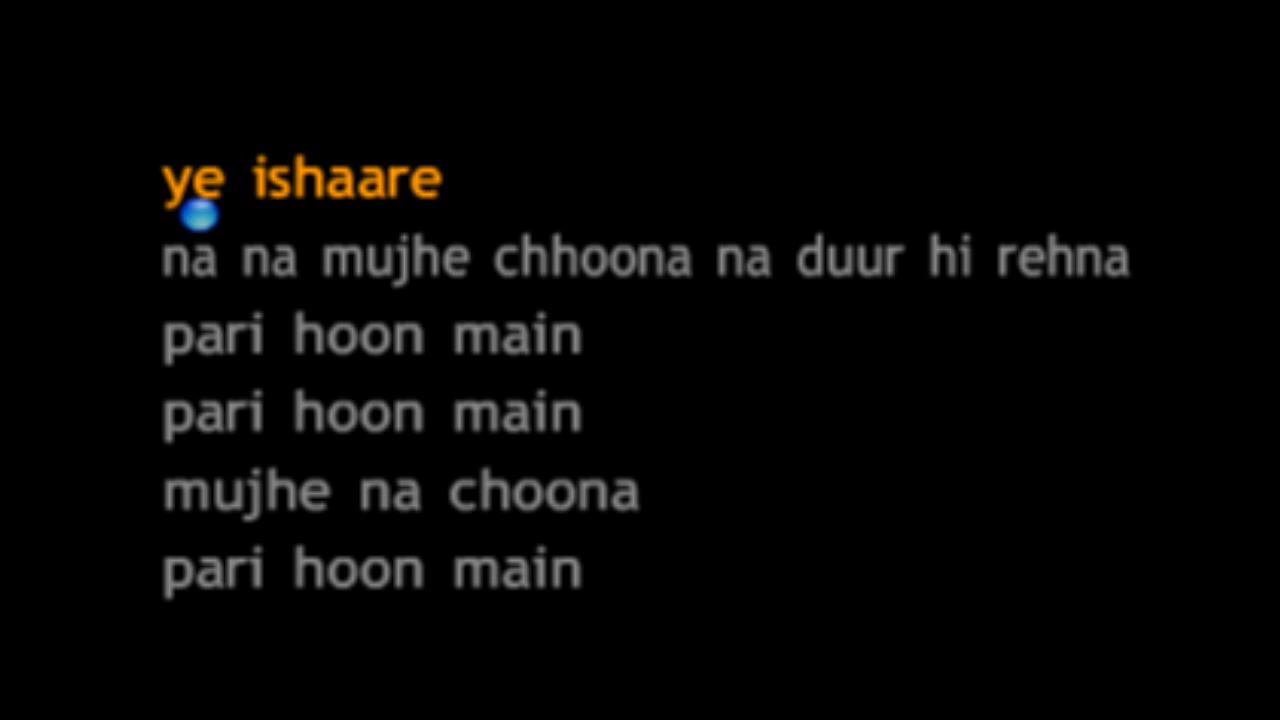 ye ishaare
na na mujhe chhoona na duur hi rehna
pari hoon main
pari hoon main
mujhe na choona
pari hoon main